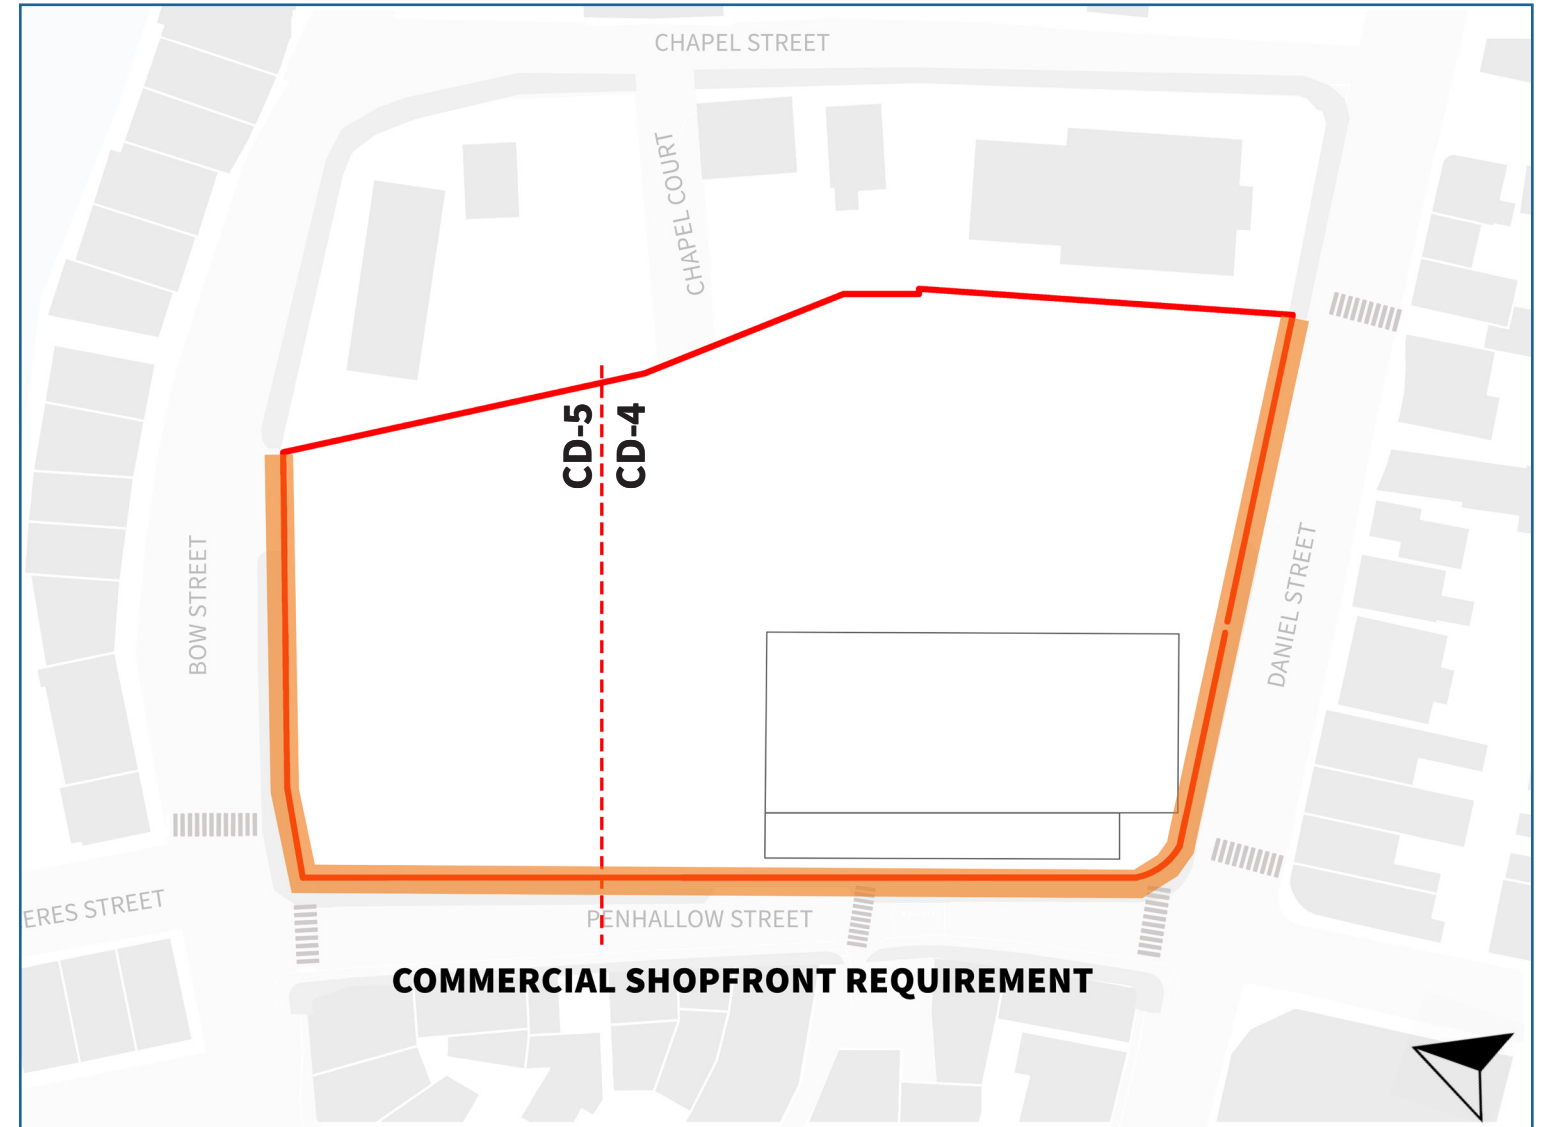 CHAPEL STREET
CHAPEL COURT
CD-5
CD-4
BOW STREET
DANIEL STREET
ERES STREET
PENHALLOW STREET
COMMERCIAL SHOPFRONT REQUIREMENT